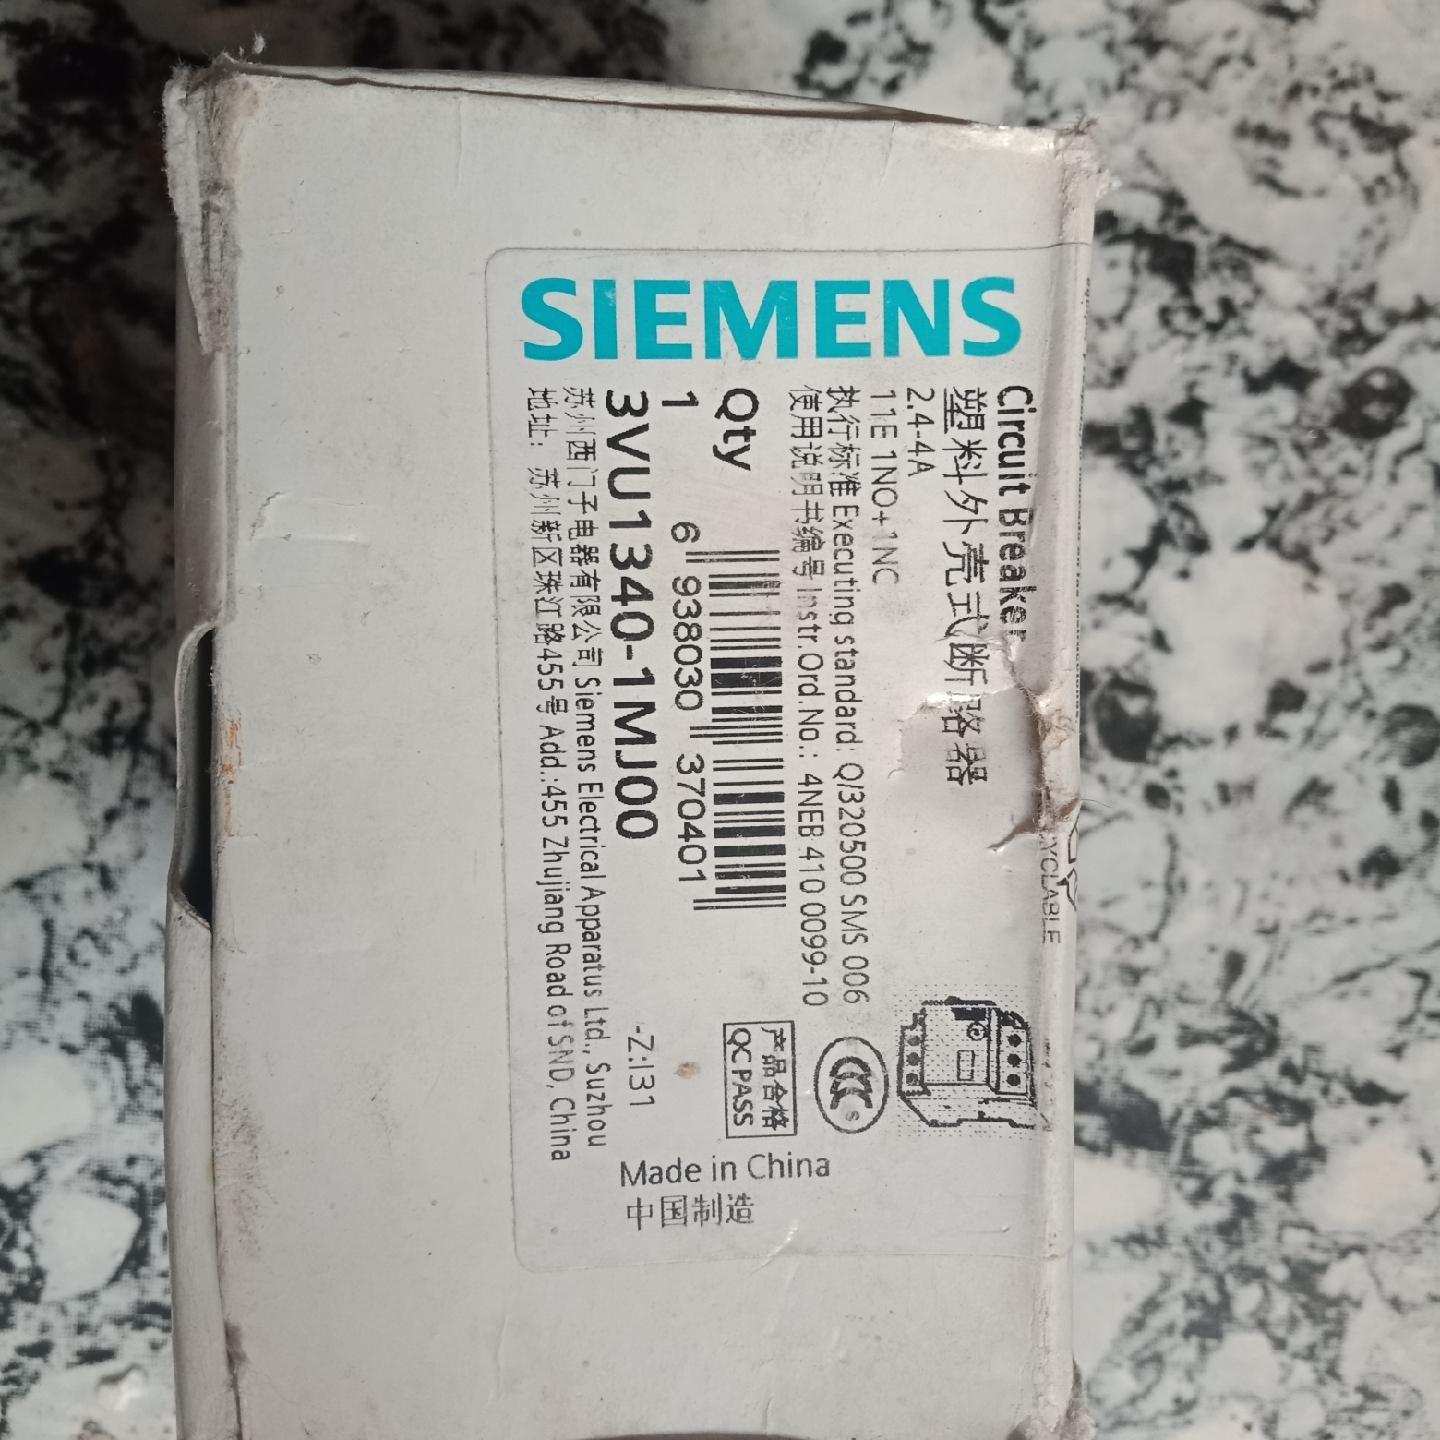 SIEMENS
Circuit Breaker
塑料外壳式断路器
2.4-4A
11E 1NO+1NC
执行标准 Executing standard: Q/320500 SMS 006
使用说明书编号 Instr.Ord.No.: 4NEB 410 0099-10
Qty
1
6 938030 370401
3VU1340-1MJ00
-Z:I31
苏州西门子电器有限公司 Siemens Electrical Apparatus Ltd., Suzhou
地址: 苏州新区珠江路455号 Add.:455 Zhujiang Road of SND, China
产品合格
QC PASS
CCC S
Made in China
中国制造